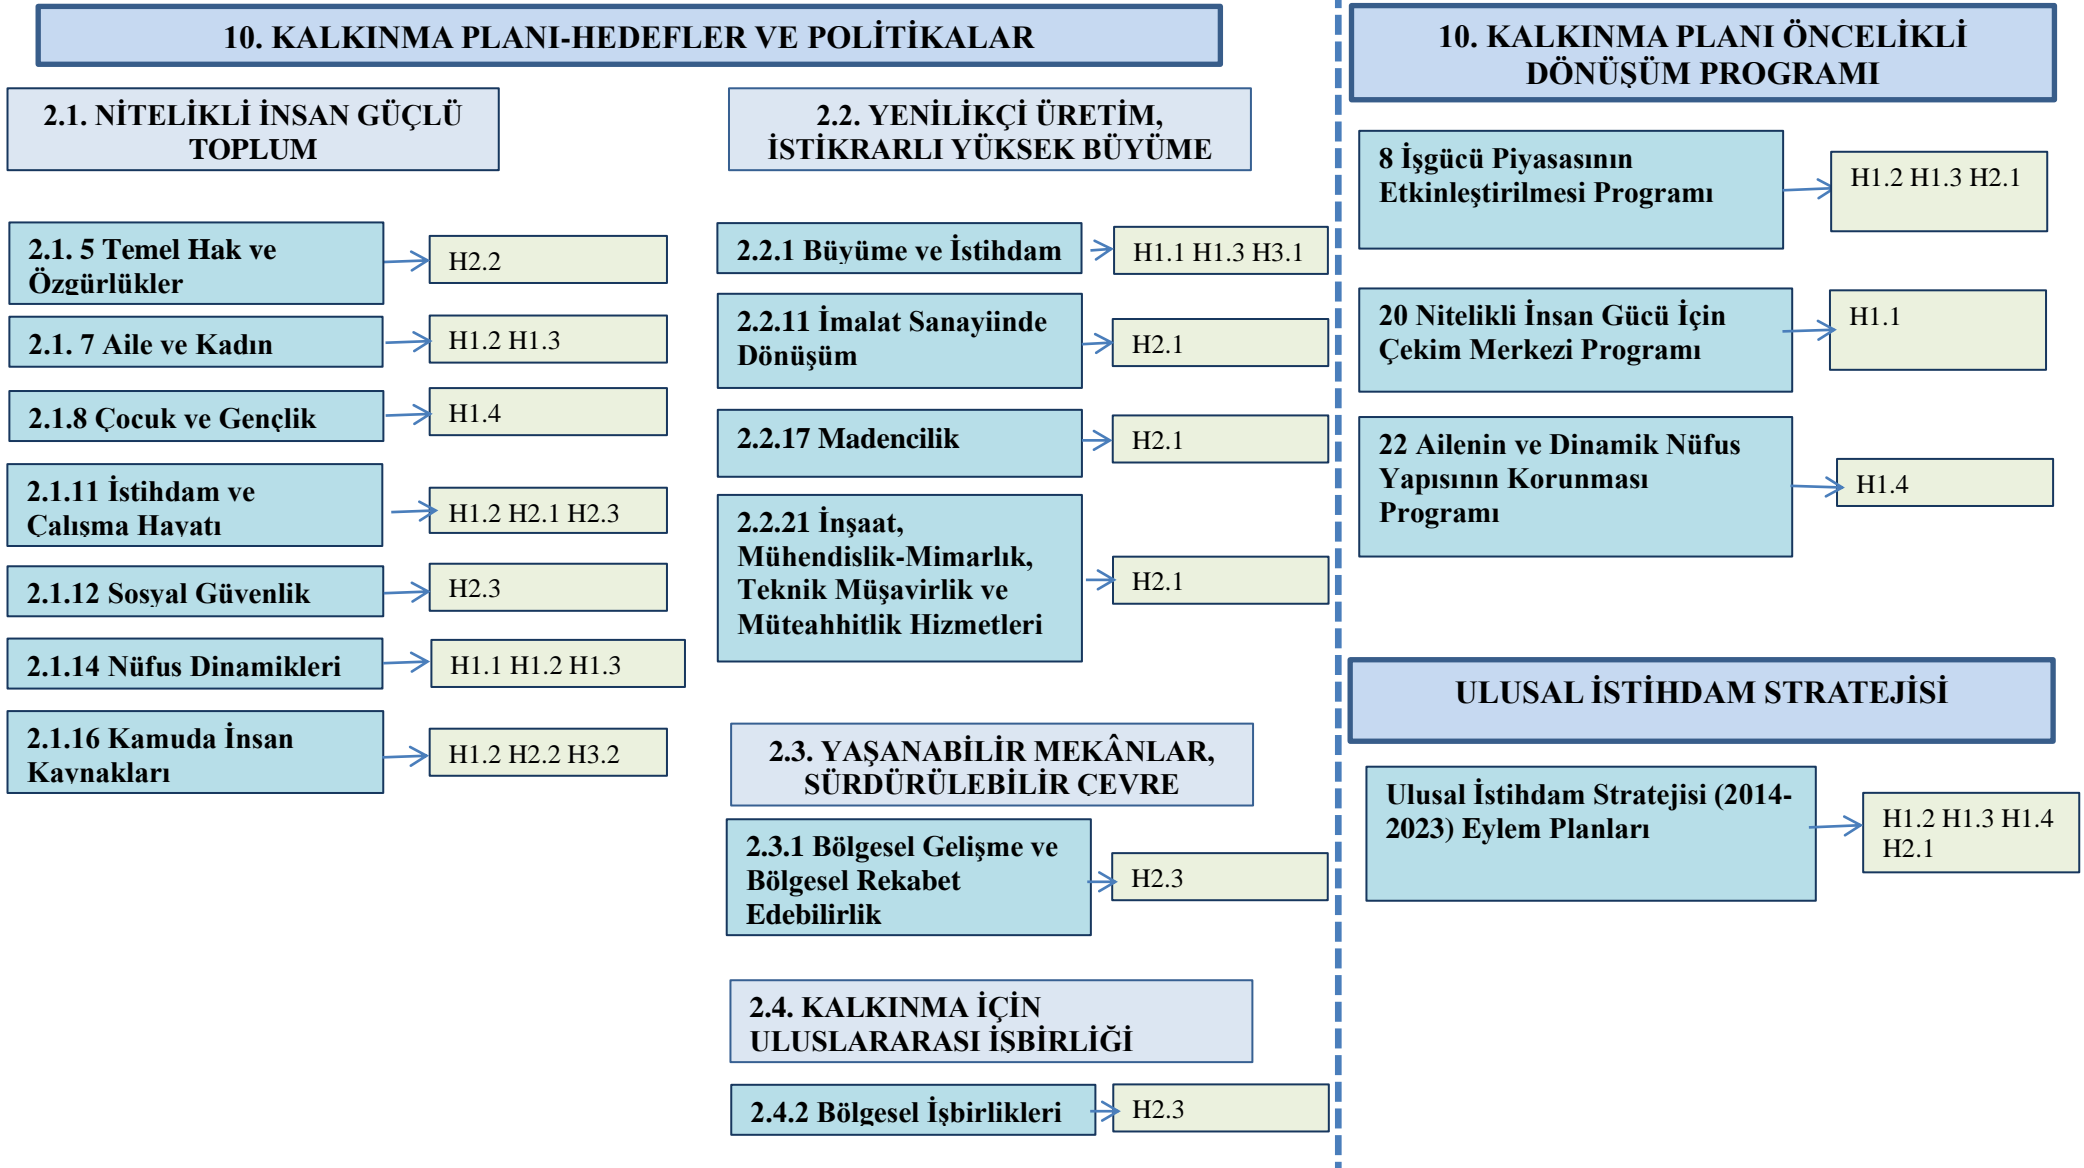 10. KALKINMA PLANI-HEDEFLER VE POLİTİKALAR
2.1. NİTELİKLİ İNSAN GÜÇLÜ
TOPLUM
2.1. 5 Temel Hak ve
Özgürlükler
H2.2
2.1. 7 Aile ve Kadın
H1.2 H1.3
2.1.8 Çocuk ve Gençlik
H1.4
2.1.11 İstihdam ve
Çalışma Hayatı
H1.2 H2.1 H2.3
2.1.12 Sosyal Güvenlik
H2.3
2.1.14 Nüfus Dinamikleri
H1.1 H1.2 H1.3
2.1.16 Kamuda İnsan
Kaynakları
H1.2 H2.2 H3.2
2.2. YENİLİKÇİ ÜRETİM,
İSTİKRARLI YÜKSEK BÜYÜME
2.2.1 Büyüme ve İstihdam
H1.1 H1.3 H3.1
2.2.11 İmalat Sanayiinde
Dönüşüm
H2.1
2.2.17 Madencilik
H2.1
2.2.21 İnşaat,
Mühendislik-Mimarlık,
Teknik Müşavirlik ve
Müteahhitlik Hizmetleri
H2.1
2.3. YAŞANABİLİR MEKÂNLAR,
SÜRDÜRÜLEBİLİR ÇEVRE
2.3.1 Bölgesel Gelişme ve
Bölgesel Rekabet
Edebilirlik
H2.3
2.4. KALKINMA İÇİN
ULUSLARARASI İŞBİRLİĞİ
2.4.2 Bölgesel İşbirlikleri
H2.3
10. KALKINMA PLANI ÖNCELİKLİ
DÖNÜŞÜM PROGRAMI
8 İşgücü Piyasasının
Etkinleştirilmesi Programı
H1.2 H1.3 H2.1
20 Nitelikli İnsan Gücü İçin
Çekim Merkezi Programı
H1.1
22 Ailenin ve Dinamik Nüfus
Yapısının Korunması
Programı
H1.4
ULUSAL İSTİHDAM STRATEJİSİ
Ulusal İstihdam Stratejisi (2014-
2023) Eylem Planları
H1.2 H1.3 H1.4
H2.1